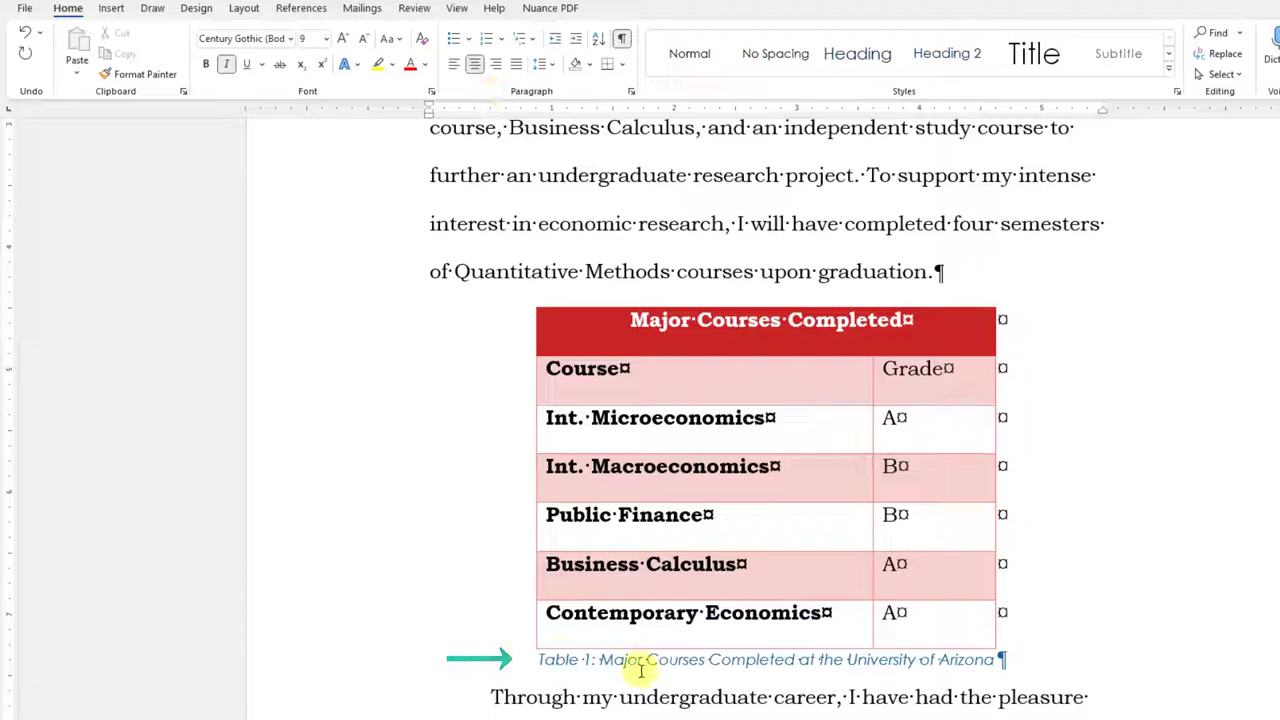 File Home Insert Draw Design Layout References Mailings Review View Help Nuance PDF
Cut
Copy
Paste
Format Painter
Century Gothic (Bod 9
Normal No Spacing Heading Heading 2 Title Subtitle
Find
Replace
Select
Undo Clipboard Font Paragraph Styles Editing
course, Business Calculus, and an independent study course to
further an undergraduate research project. To support my intense
interest in economic research, I will have completed four semesters
of Quantitative Methods courses upon graduation.¶
Major Courses Completed¤ ¤
Course¤ Grade¤ ¤
Int. Microeconomics¤ A¤ ¤
Int. Macroeconomics¤ B¤ ¤
Public Finance¤ B¤ ¤
Business Calculus¤ A¤ ¤
Contemporary Economics¤ A¤ ¤
Table 1: Major Courses Completed at the University of Arizona ¶
Through my undergraduate career, I have had the pleasure